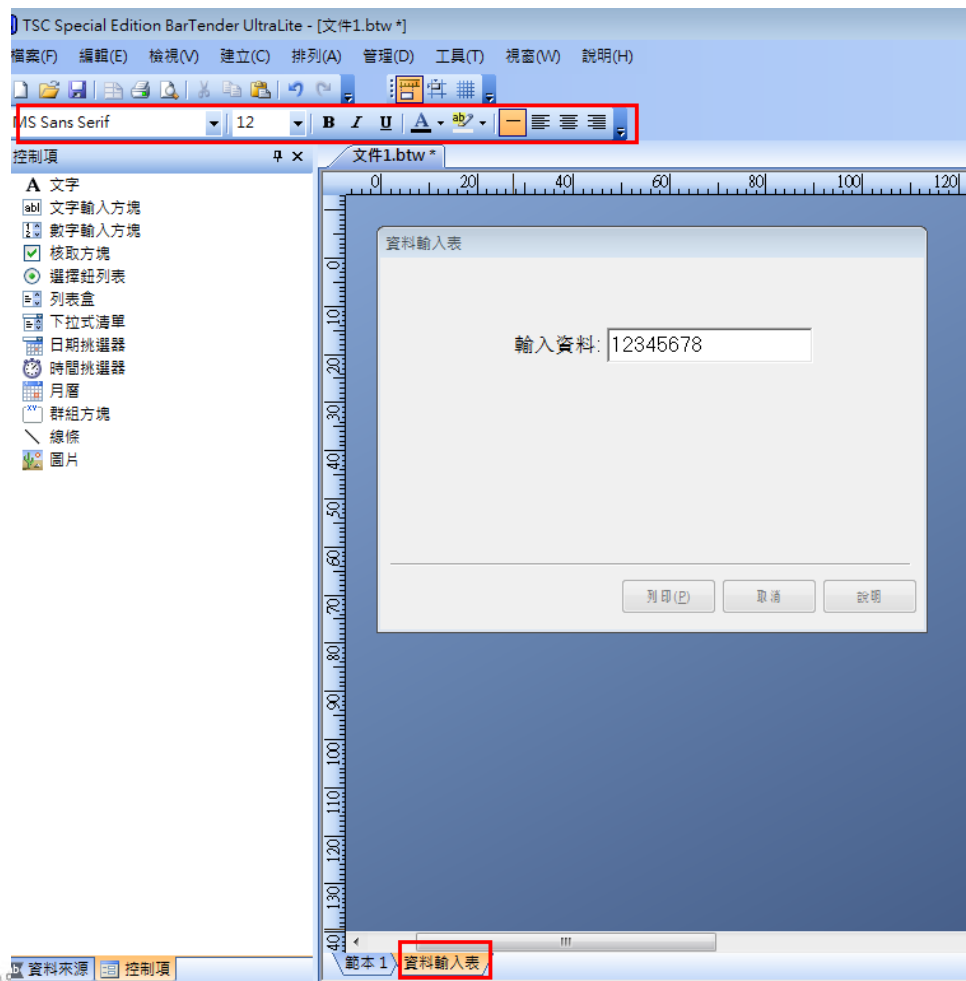 TSC Special Edition BarTender UltraLite - [文件1.btw *]
檔案(F) 編輯(E) 檢視(V) 建立(C) 排列(A) 管理(D) 工具(T) 視窗(W) 說明(H)
MS Sans Serif 12 B I U A ab
控制項
文件1.btw *
A 文字
abl 文字輸入方塊
數字輸入方塊
核取方塊
選擇鈕列表
列表盒
下拉式清單
日期挑選器
時間挑選器
月曆
群組方塊
線條
圖片
0 20 40 60 80 100 120
0
10
20
30
40
50
60
70
80
90
100
110
120
130
40
資料輸入表
輸入資料: 12345678
列印(P) 取消 說明
範本 1 資料輸入表
資料來源 控制項